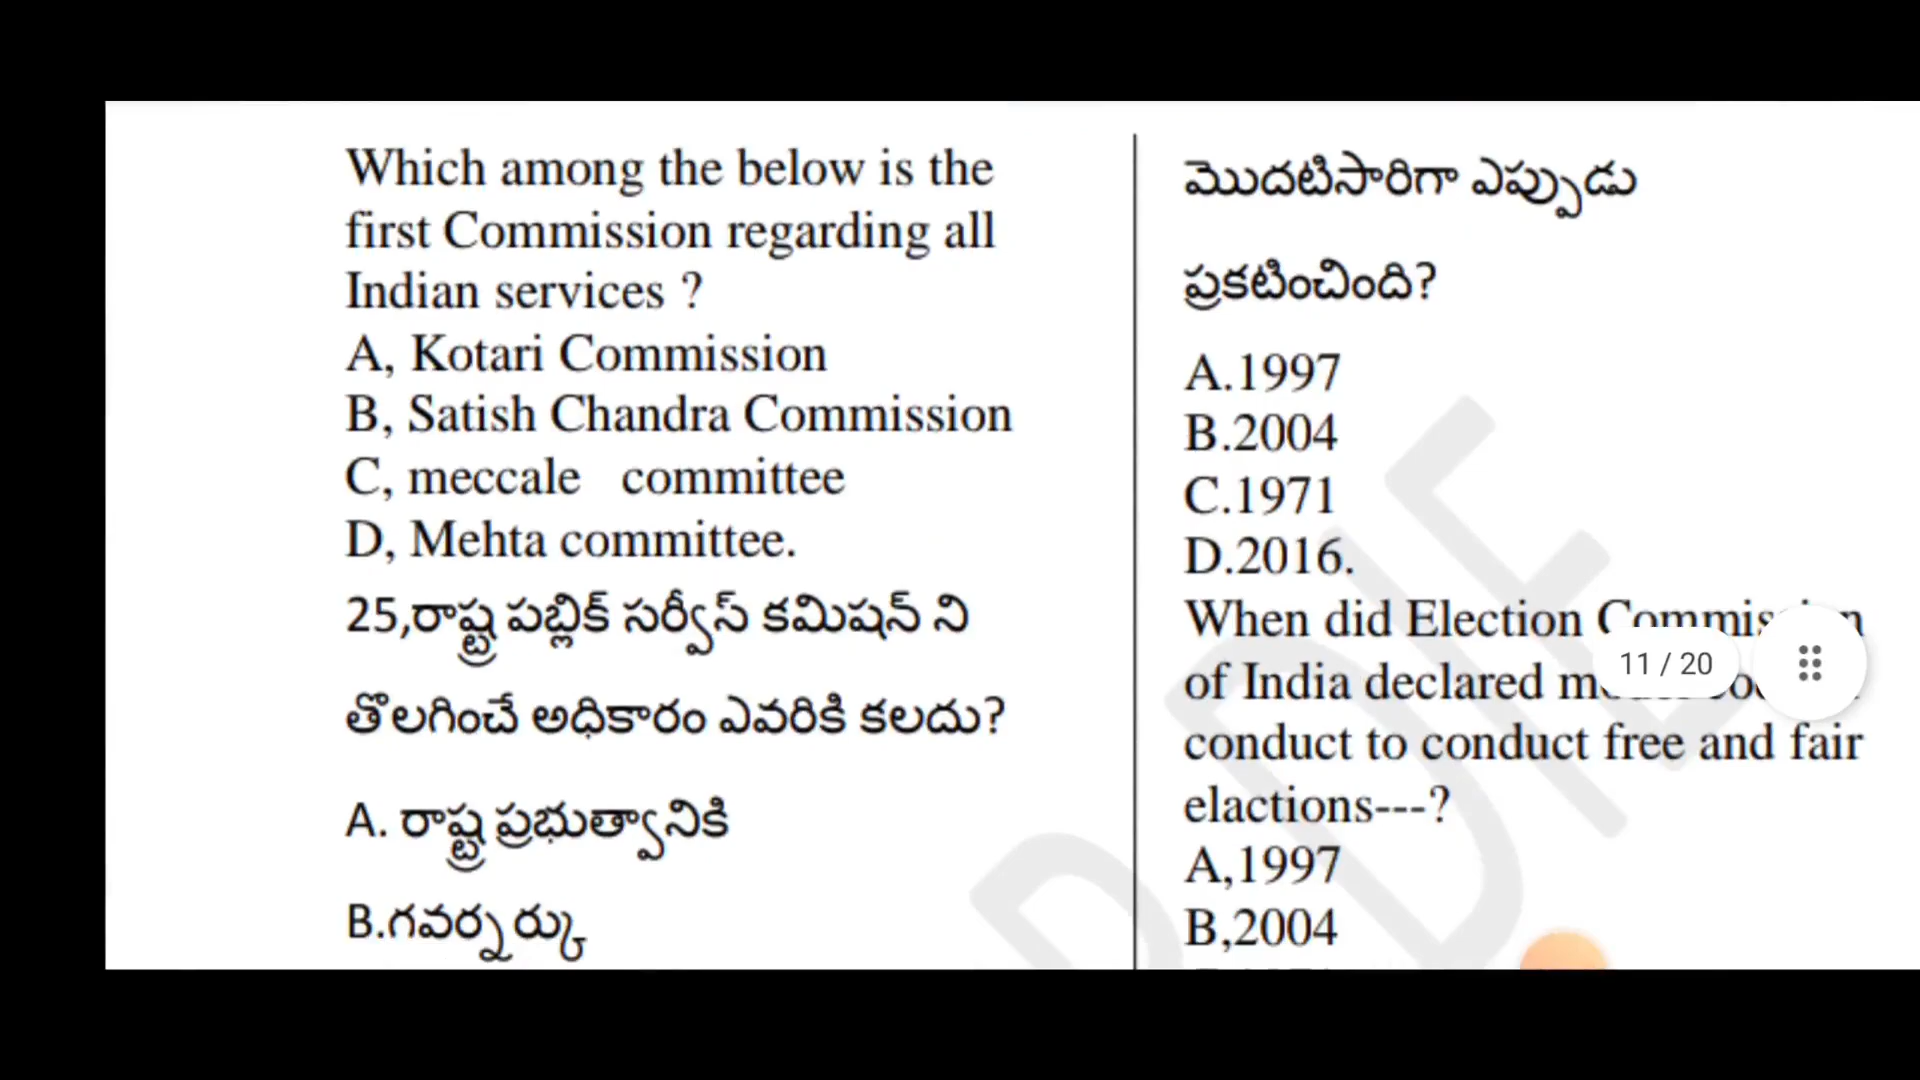 Which among the below is the
first Commission regarding all
Indian services ?
A, Kotari Commission
B, Satish Chandra Commission
C, meccale committee
D, Mehta committee.
25,రాష్ట్ర పబ్లిక్ సర్వీస్ కమిషన్ ని
తొలగించే అధికారం ఎవరికి కలదు?
A. రాష్ట్ర ప్రభుత్వానికి
B.గవర్నర్కు
మొదటిసారిగా ఎప్పుడు
ప్రకటించింది?
A.1997
B.2004
C.1971
D.2016.
When did Election Commission
of India declared
conduct to conduct free and fair
elactions---?
A,1997
B,2004
11 / 20